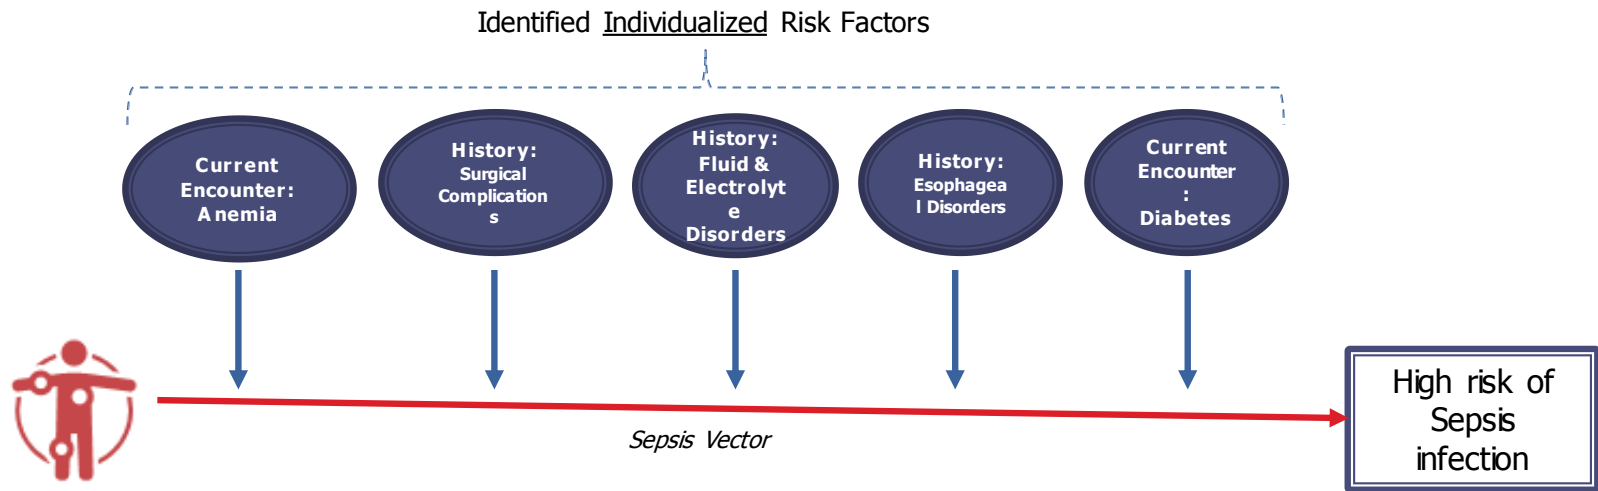 Identified Individualized Risk Factors
Current
Encounter:
Anemia
History:
Surgical
Complication
s
History:
Fluid &
Electrolyt
e
Disorders
History:
Esophagea
l Disorders
Current
Encounter
:
Diabetes
Sepsis Vector
High risk of
Sepsis
infection